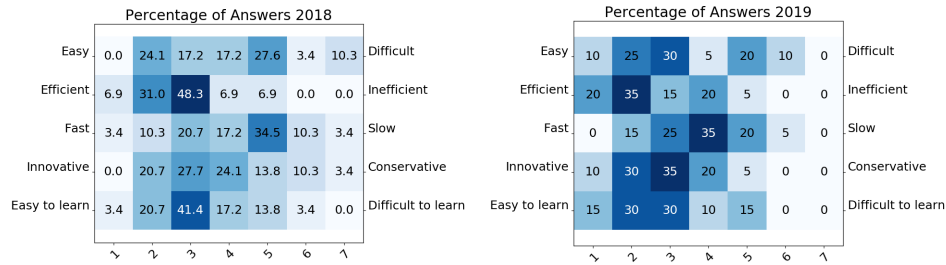 Percentage of Answers 2018
Easy 0.0 24.1 17.2 17.2 27.6 3.4 10.3 Difficult
Efficient 6.9 31.0 48.3 6.9 6.9 0.0 0.0 Inefficient
Fast 3.4 10.3 20.7 17.2 34.5 10.3 3.4 Slow
Innovative 0.0 20.7 27.7 24.1 13.8 10.3 3.4 Conservative
Easy to learn 3.4 20.7 41.4 17.2 13.8 3.4 0.0 Difficult to learn
1 2 3 4 5 6 7
Percentage of Answers 2019
Easy 10 25 30 5 20 10 0 Difficult
Efficient 20 35 15 20 5 0 0 Inefficient
Fast 0 15 25 35 20 5 0 Slow
Innovative 10 30 35 20 5 0 0 Conservative
Easy to learn 15 30 30 10 15 0 0 Difficult to learn
1 2 3 4 5 6 7